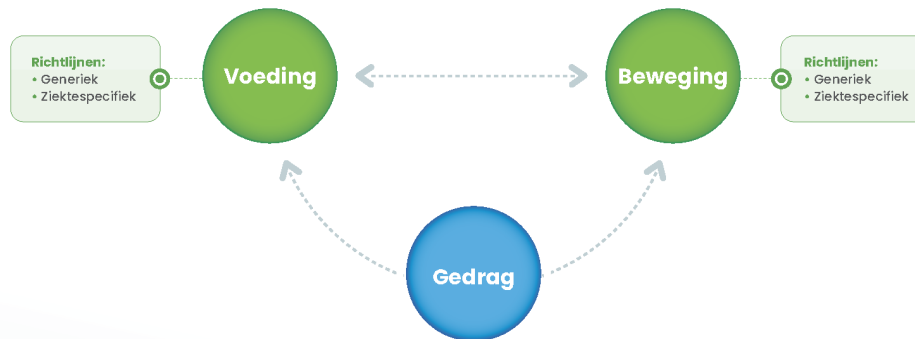 Richtlijnen:
• Generiek
• Ziektespecifiek
Voeding
Beweging
Richtlijnen:
• Generiek
• Ziektespecifiek
Gedrag